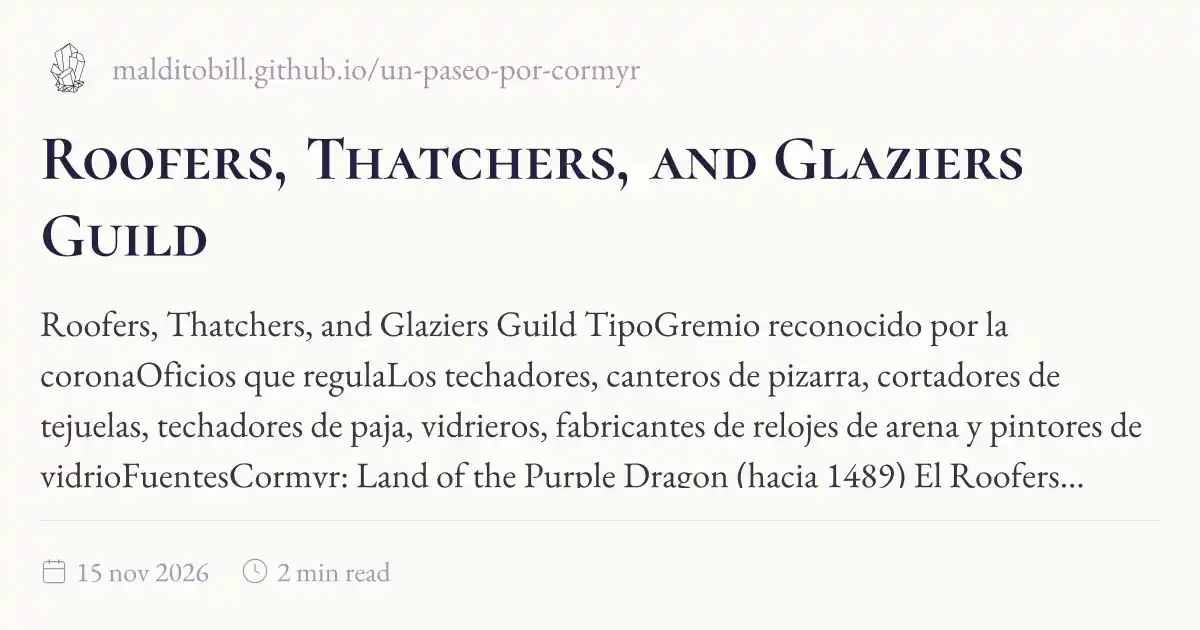 malditobill.github.io/un-paseo-por-cormyr
Roofers, Thatchers, and Glaziers
Guild
Roofers, Thatchers, and Glaziers Guild TipoGremio reconocido por la
coronaOficios que regulaLos techadores, canteros de pizarra, cortadores de
tejuelas, techadores de paja, vidrieros, fabricantes de relojes de arena y pintores de
vidrioFuentesCormyr: Land of the Purple Dragon (hacia 1489) El Roofers...
15 nov 2026
2 min read